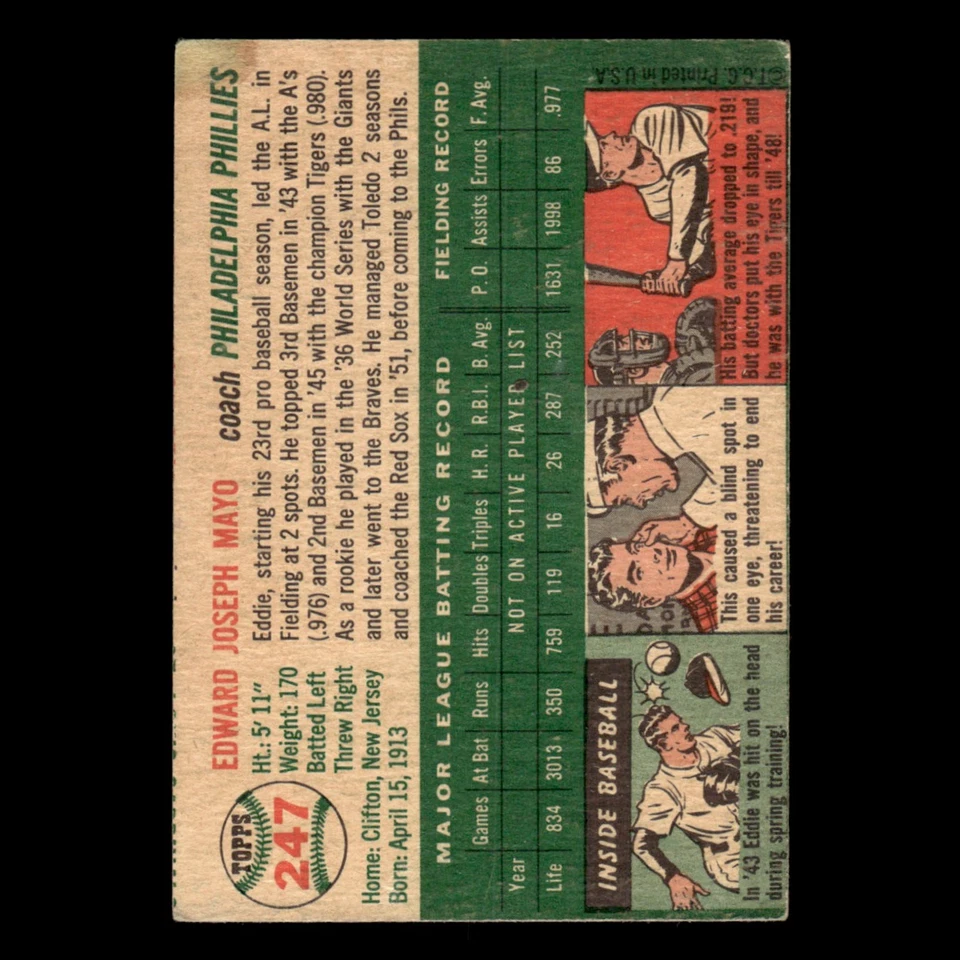 TOPPS
247
EDWARD JOSEPH MAYO coach PHILADELPHIA PHILLIES
Ht.: 5' 11"
Weight: 170
Batted Left
Threw Right
Home: Clifton, New Jersey
Born: April 15, 1913
Eddie, starting his 23rd pro baseball season, led the A.L. in
Fielding at 2 spots. He topped 3rd Basemen in '43 with the A's
(.976) and 2nd Basemen in '45 with the champion Tigers (.980).
As a rookie he played in the '36 World Series with the Giants
and later went to the Braves. He managed Toledo 2 seasons
and coached the Red Sox in '51, before coming to the Phils.
MAJOR LEAGUE BATTING RECORD FIELDING RECORD
Games At Bat Runs Hits Doubles Triples H. R. R.B.I. B. Avg. P. O. Assists Errors F. Avg.
Year NOT ON ACTIVE PLAYER LIST
Life 834 3013 350 759 119 16 26 287 .252 1631 1998 86 .977
INSIDE BASEBALL
In '43 Eddie was hit on the head
during spring training!
This caused a blind spot in
one eye, threatening to end
his career!
His batting average dropped to .219!
But doctors put his eye in shape, and
he was with the Tigers till '48!
©T.C.G. Printed in U.S.A